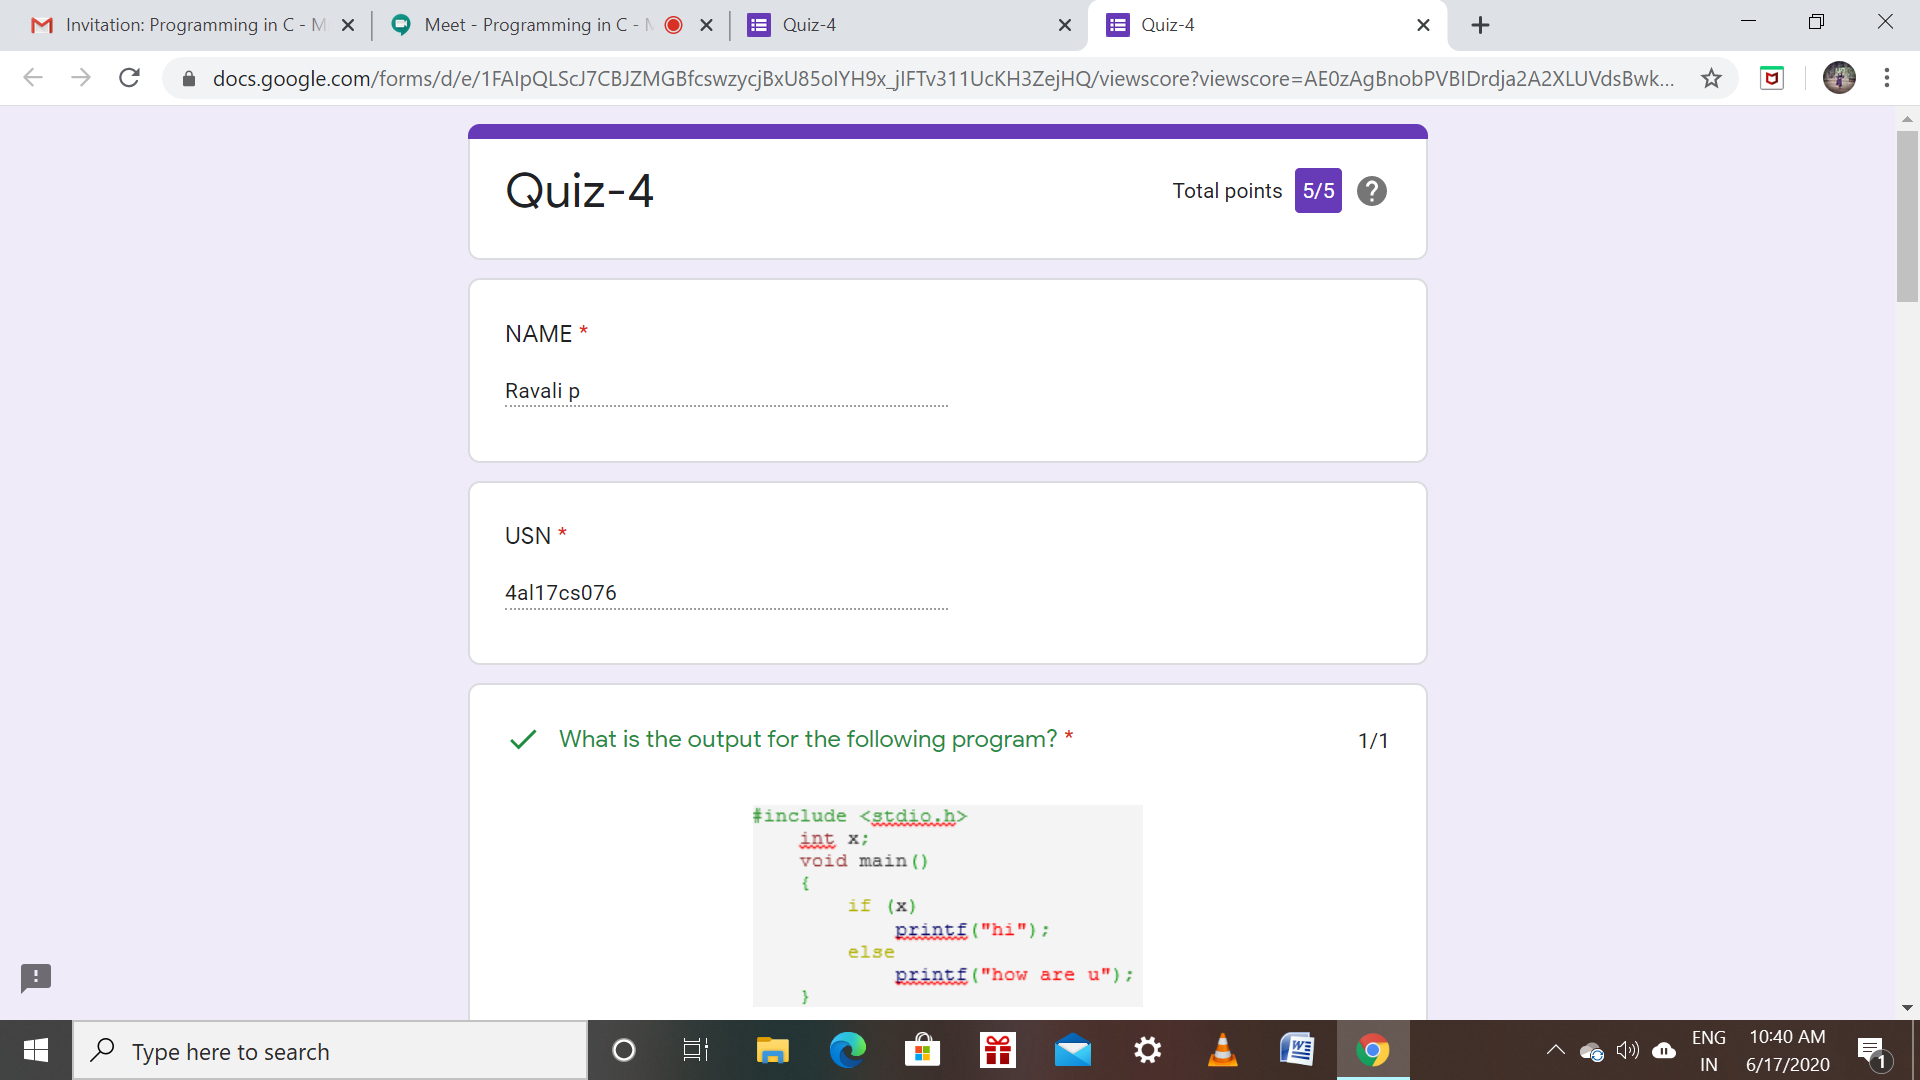 Invitation: Programming in C - M
Meet - Programming in C - M
Quiz-4
Quiz-4
docs.google.com/forms/d/e/1FAIpQLScJ7CBJZMGBfcswzycjBxU85oIYH9x_jIFTv311UcKH3ZejHQ/viewscore?viewscore=AE0zAgBnobPVBIDrdja2A2XLUVdsBwk...
Quiz-4
Total points 5/5
NAME *
Ravali p
USN *
4al17cs076
What is the output for the following program? *
1/1
#include <stdio.h>
int x;
void main()
{
if (x)
printf("hi");
else
printf("how are u");
}
Type here to search
ENG
IN
10:40 AM
6/17/2020
1